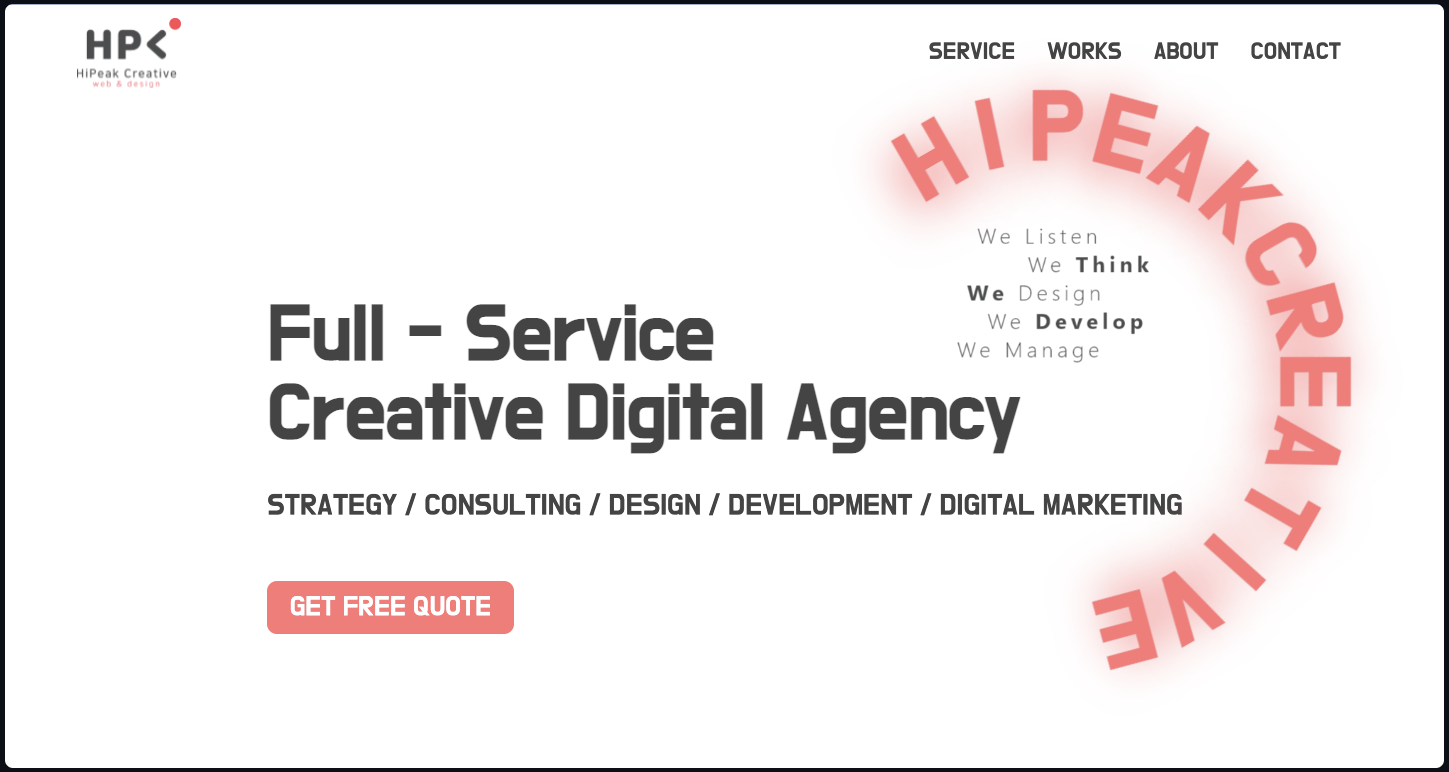 HPC
HiPeak Creative
web & design
SERVICE
WORKS
ABOUT
CONTACT
HIPEAKCREATIVE
We Listen
We Think
We Design
We Develop
We Manage
Full - Service
Creative Digital Agency
STRATEGY / CONSULTING / DESIGN / DEVELOPMENT / DIGITAL MARKETING
GET FREE QUOTE